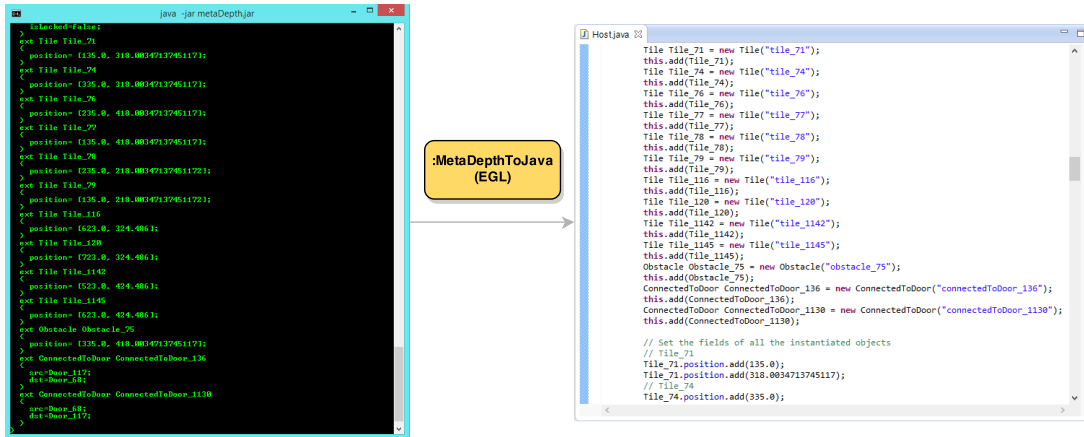 java -jar metaDepth.jar
isLocked=false;
}
ext Tile Tile_71
{
position= [135.0, 318.0034713745117];
}
ext Tile Tile_74
{
position= [335.0, 318.0034713745117];
}
ext Tile Tile_76
{
position= [235.0, 418.0034713745117];
}
ext Tile Tile_77
{
position= [135.0, 418.0034713745117];
}
ext Tile Tile_78
{
position= [235.0, 218.00347137451172];
}
ext Tile Tile_79
{
position= [135.0, 218.00347137451172];
}
ext Tile Tile_116
{
position= [623.0, 324.486];
}
ext Tile Tile_120
{
position= [723.0, 324.486];
}
ext Tile Tile_1142
{
position= [523.0, 424.486];
}
ext Tile Tile_1145
{
position= [623.0, 424.486];
}
ext Obstacle Obstacle_75
{
position= [335.0, 418.0034713745117];
}
ext ConnectedToDoor ConnectedToDoor_136
{
src=Door_117;
dst=Door_68;
}
ext ConnectedToDoor ConnectedToDoor_1130
{
src=Door_68;
dst=Door_117;
}
}
:MetaDepthToJava
(EGL)
Host.java
Tile Tile_71 = new Tile("tile_71");
this.add(Tile_71);
Tile Tile_74 = new Tile("tile_74");
this.add(Tile_74);
Tile Tile_76 = new Tile("tile_76");
this.add(Tile_76);
Tile Tile_77 = new Tile("tile_77");
this.add(Tile_77);
Tile Tile_78 = new Tile("tile_78");
this.add(Tile_78);
Tile Tile_79 = new Tile("tile_79");
this.add(Tile_79);
Tile Tile_116 = new Tile("tile_116");
this.add(Tile_116);
Tile Tile_120 = new Tile("tile_120");
this.add(Tile_120);
Tile Tile_1142 = new Tile("tile_1142");
this.add(Tile_1142);
Tile Tile_1145 = new Tile("tile_1145");
this.add(Tile_1145);
Obstacle Obstacle_75 = new Obstacle("obstacle_75");
this.add(Obstacle_75);
ConnectedToDoor ConnectedToDoor_136 = new ConnectedToDoor("connectedToDoor_136");
this.add(ConnectedToDoor_136);
ConnectedToDoor ConnectedToDoor_1130 = new ConnectedToDoor("connectedToDoor_1130");
this.add(ConnectedToDoor_1130);
// Set the fields of all the instantiated objects
// Tile_71
Tile_71.position.add(135.0);
Tile_71.position.add(318.0034713745117);
// Tile_74
Tile_74.position.add(335.0);